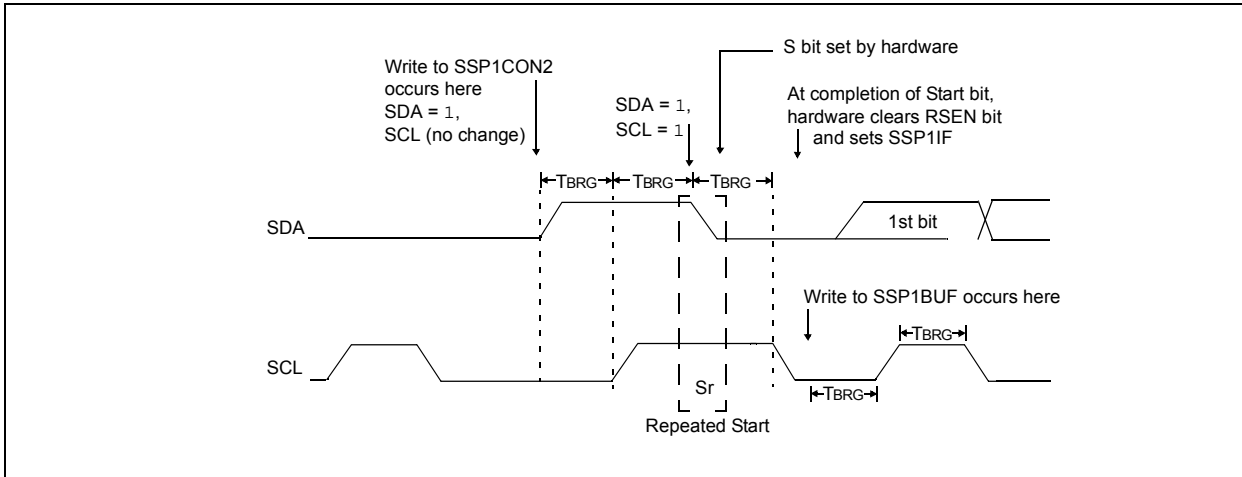 S bit set by hardware
Write to SSP1CON2
occurs here
SDA = 1,
SCL (no change)
SDA = 1,
SCL = 1
At completion of Start bit,
hardware clears RSEN bit
and sets SSP1IF
TBRG
TBRG
TBRG
SDA
1st bit
Write to SSP1BUF occurs here
TBRG
SCL
Sr
TBRG
Repeated Start